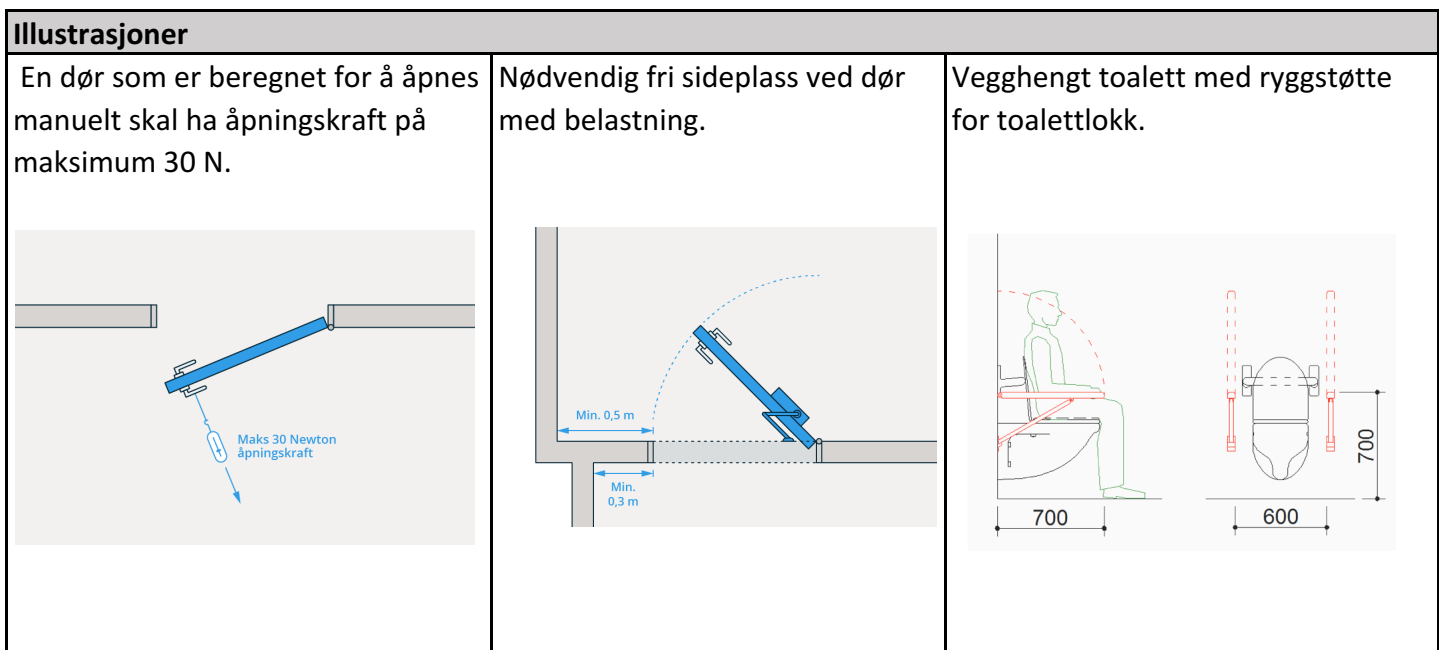 Illustrasjoner
En dør som er beregnet for å åpnes
manuelt skal ha åpningskraft på
maksimum 30 N.
Maks 30 Newton
åpningskraft
Nødvendig fri sideplass ved dør
med belastning.
Min. 0,5 m
Min.
0,3 m
Vegghengt toalett med ryggstøtte
for toalettlokk.
700
700
600